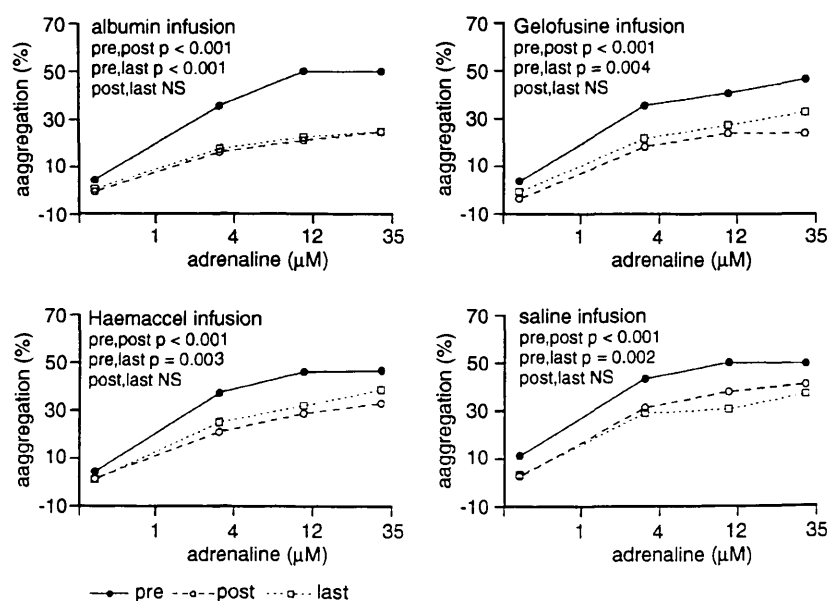 albumin infusion
pre,post p < 0.001
pre,last p < 0.001
post,last NS
70
50
30
10
-10
aaggregation (%)
1 4 12 35
adrenaline (μM)
Gelofusine infusion
pre,post p < 0.001
pre,last p = 0.004
post,last NS
70
50
30
10
-10
aaggregation (%)
1 4 12 35
adrenaline (μM)
Haemaccel infusion
pre,post p < 0.001
pre,last p = 0.003
post,last NS
70
50
30
10
-10
aaggregation (%)
1 4 12 35
adrenaline (μM)
saline infusion
pre,post p < 0.001
pre,last p = 0.002
post,last NS
70
50
30
10
-10
aaggregation (%)
1 4 12 35
adrenaline (μM)
pre post last